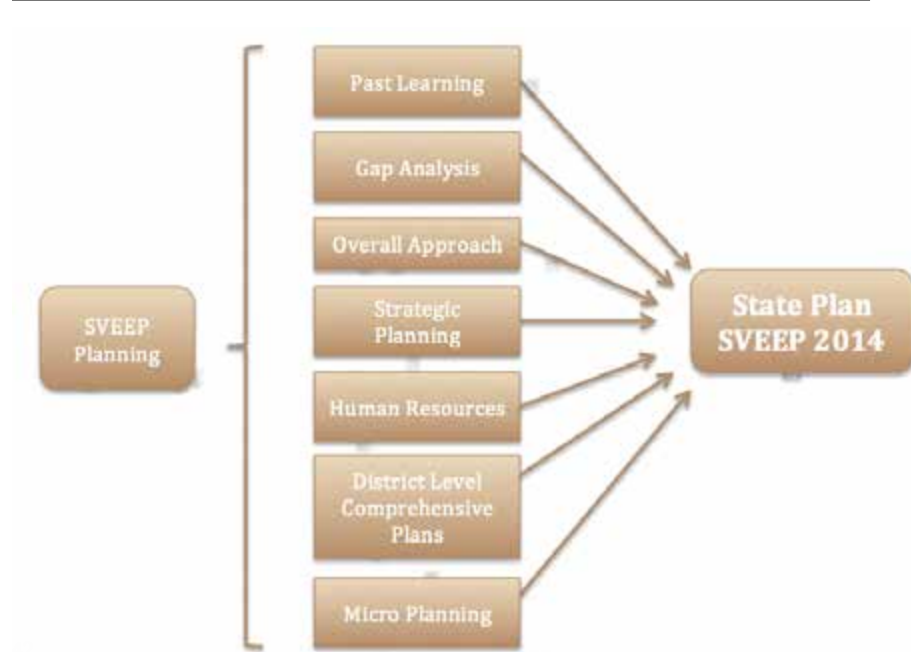 SVEEP
Planning
Past Learning
Gap Analysis
Overall Approach
Strategic
Planning
Human Resources
District Level
Comprehensive
Plans
Micro Planning
State Plan
SVEEP 2014